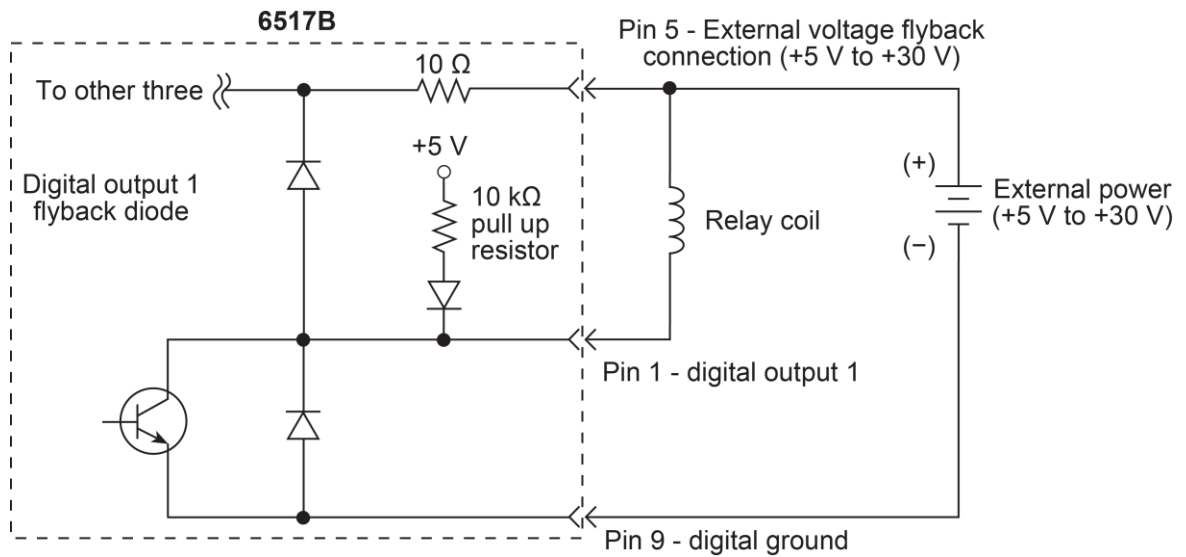 6517B
Pin 5 - External voltage flyback
connection (+5 V to +30 V)
10 Ω
To other three
+5 V
(+)
Digital output 1
flyback diode
10 kΩ
pull up
resistor
Relay coil
External power
(+5 V to +30 V)
(−)
Pin 1 - digital output 1
Pin 9 - digital ground